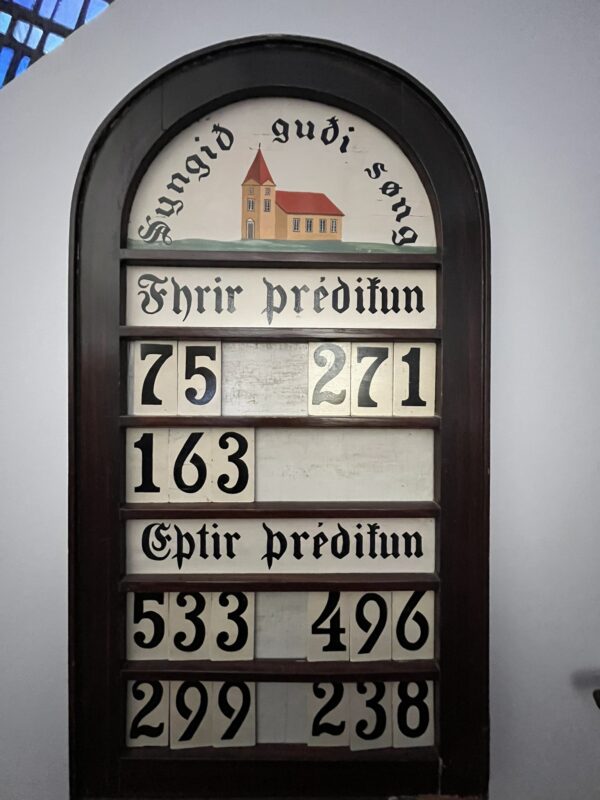 Syngið guði søng
Fyrir prédikun
75 271
163
Eptir prédikun
533 496
299 238